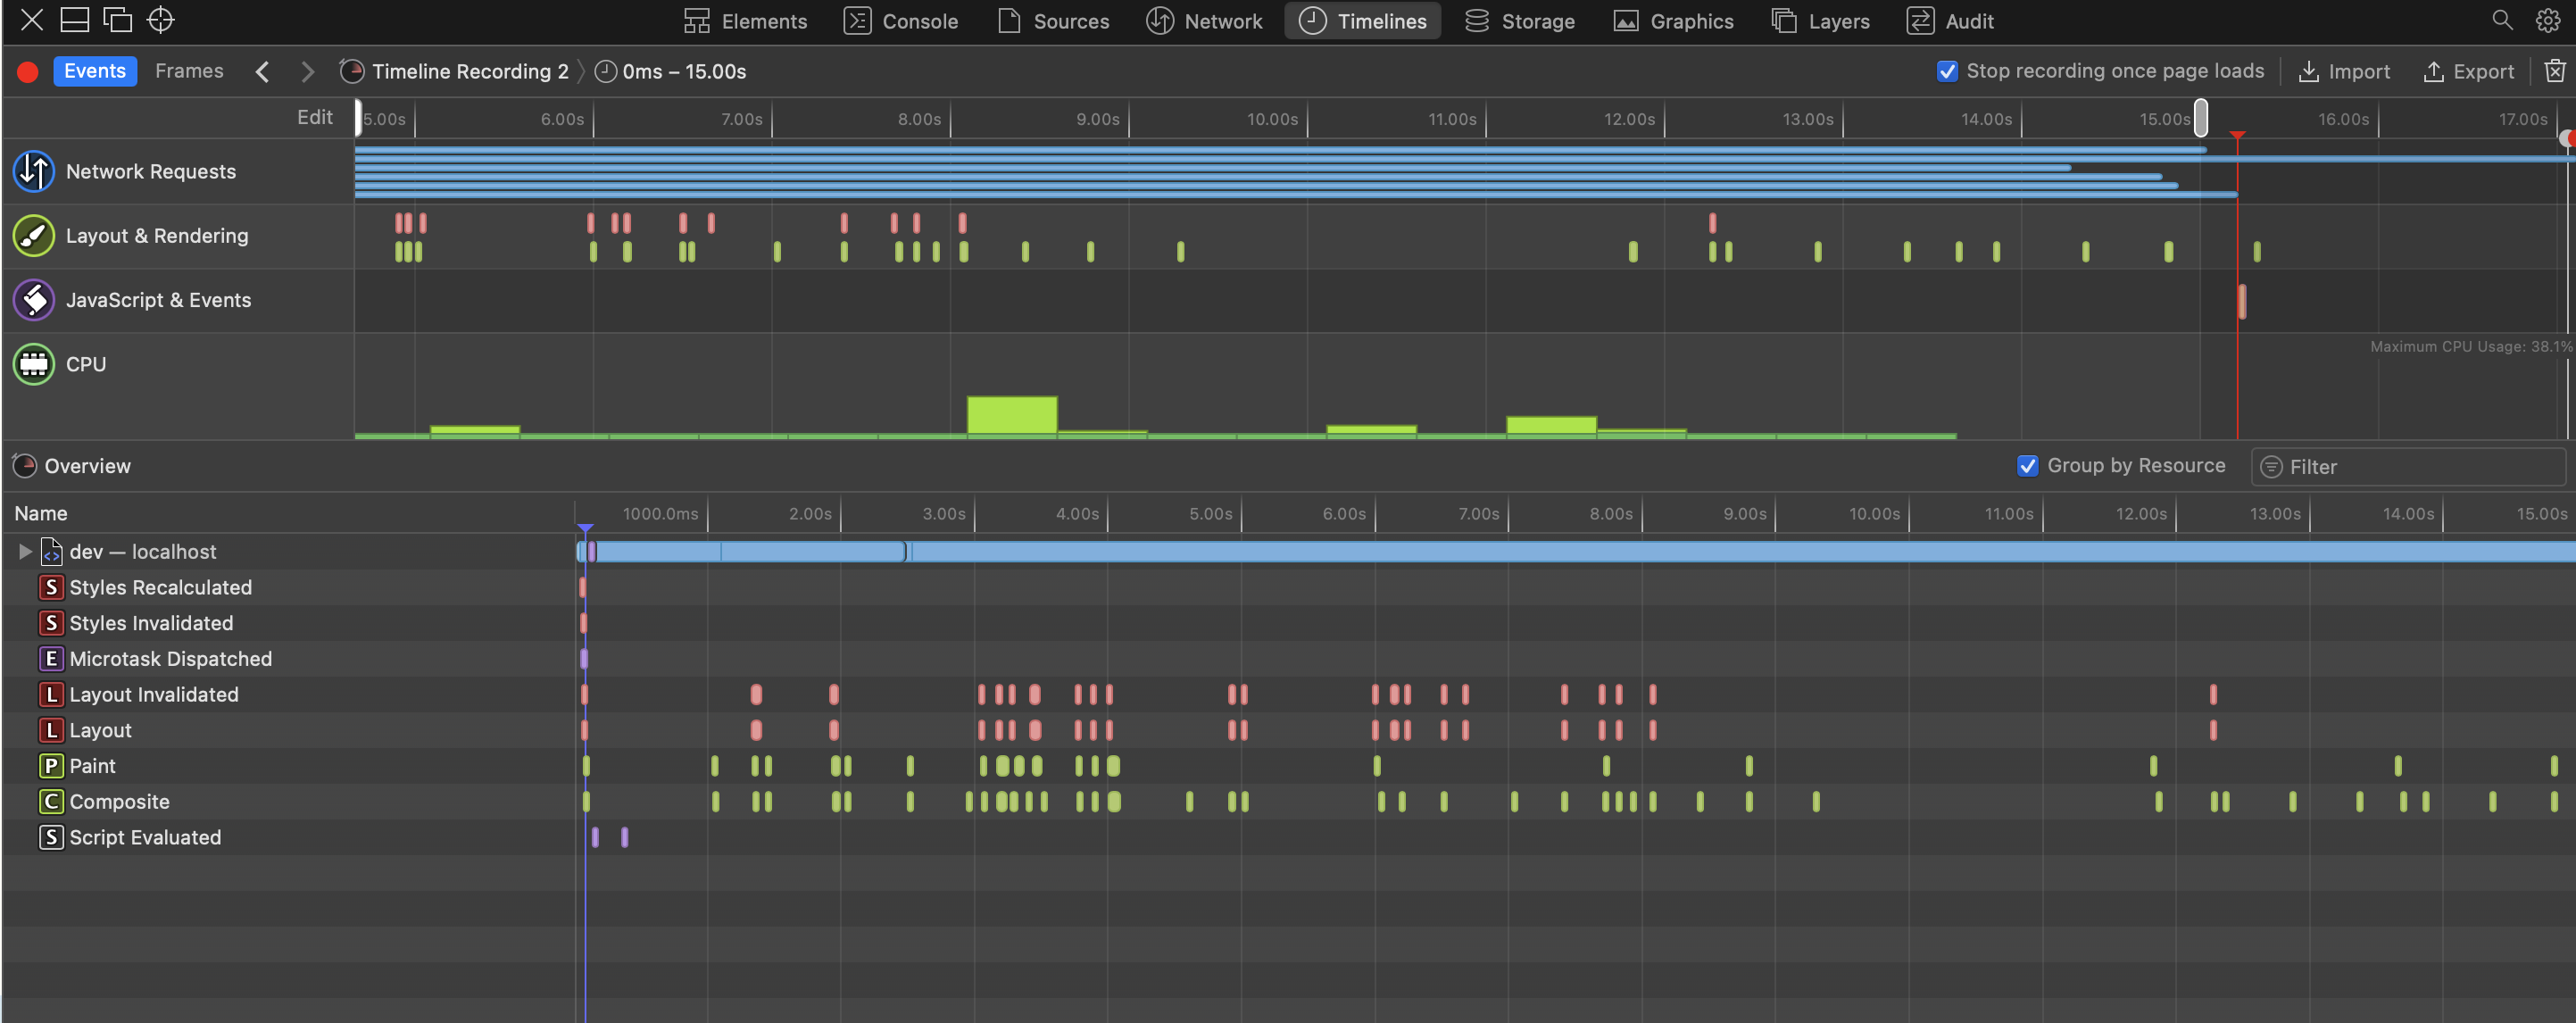 Elements Console Sources Network Timelines Storage Graphics Layers Audit
Events Frames Timeline Recording 2 0ms – 15.00s Stop recording once page loads Import Export
Edit 5.00s 6.00s 7.00s 8.00s 9.00s 10.00s 11.00s 12.00s 13.00s 14.00s 15.00s 16.00s 17.00s
Network Requests
Layout & Rendering
JavaScript & Events
Maximum CPU Usage: 38.1%
CPU
Overview Group by Resource Filter
Name 1000.0ms 2.00s 3.00s 4.00s 5.00s 6.00s 7.00s 8.00s 9.00s 10.00s 11.00s 12.00s 13.00s 14.00s 15.00s
dev — localhost
S Styles Recalculated
S Styles Invalidated
E Microtask Dispatched
L Layout Invalidated
L Layout
P Paint
C Composite
S Script Evaluated